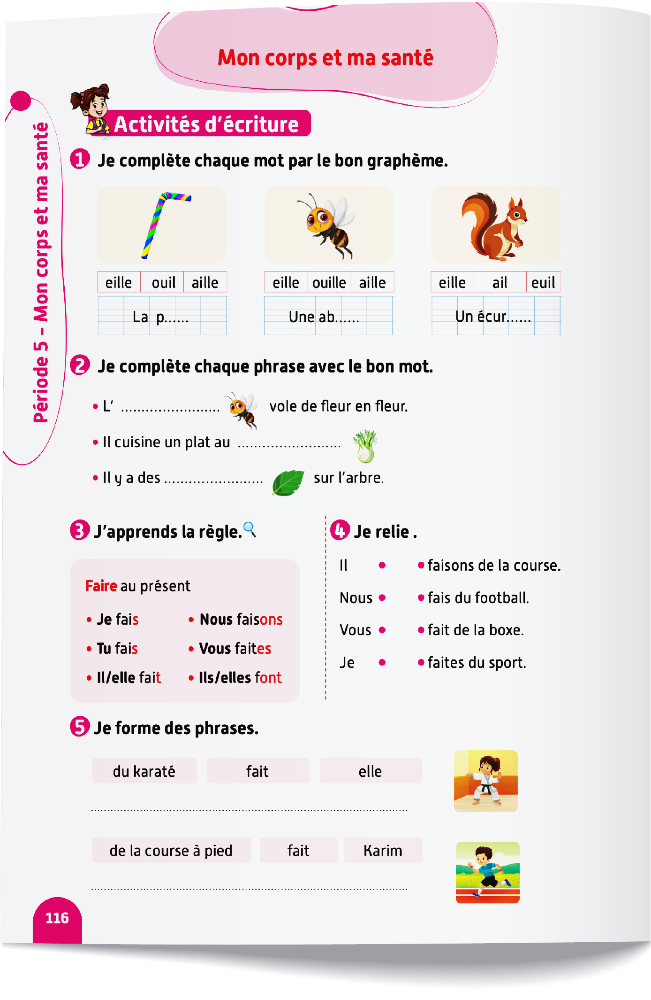 Mon corps et ma santé
Période 5 – Mon corps et ma santé
Activités d’écriture
1 Je complète chaque mot par le bon graphème.
eille ouil aille
eille ouille aille
eille ail euil
La p......
Une ab......
Un écur......
2 Je complète chaque phrase avec le bon mot.
• L’ ........................ vole de fleur en fleur.
• Il cuisine un plat au .........................
• Il y a des ........................ sur l’arbre.
3 J’apprends la règle.
Faire au présent
• Je fais • Nous faisons
• Tu fais • Vous faites
• Il/elle fait • Ils/elles font
4 Je relie .
Il • • faisons de la course.
Nous • • fais du football.
Vous • • fait de la boxe.
Je • • faites du sport.
5 Je forme des phrases.
du karaté fait elle
................................................................................
de la course à pied fait Karim
................................................................................
116